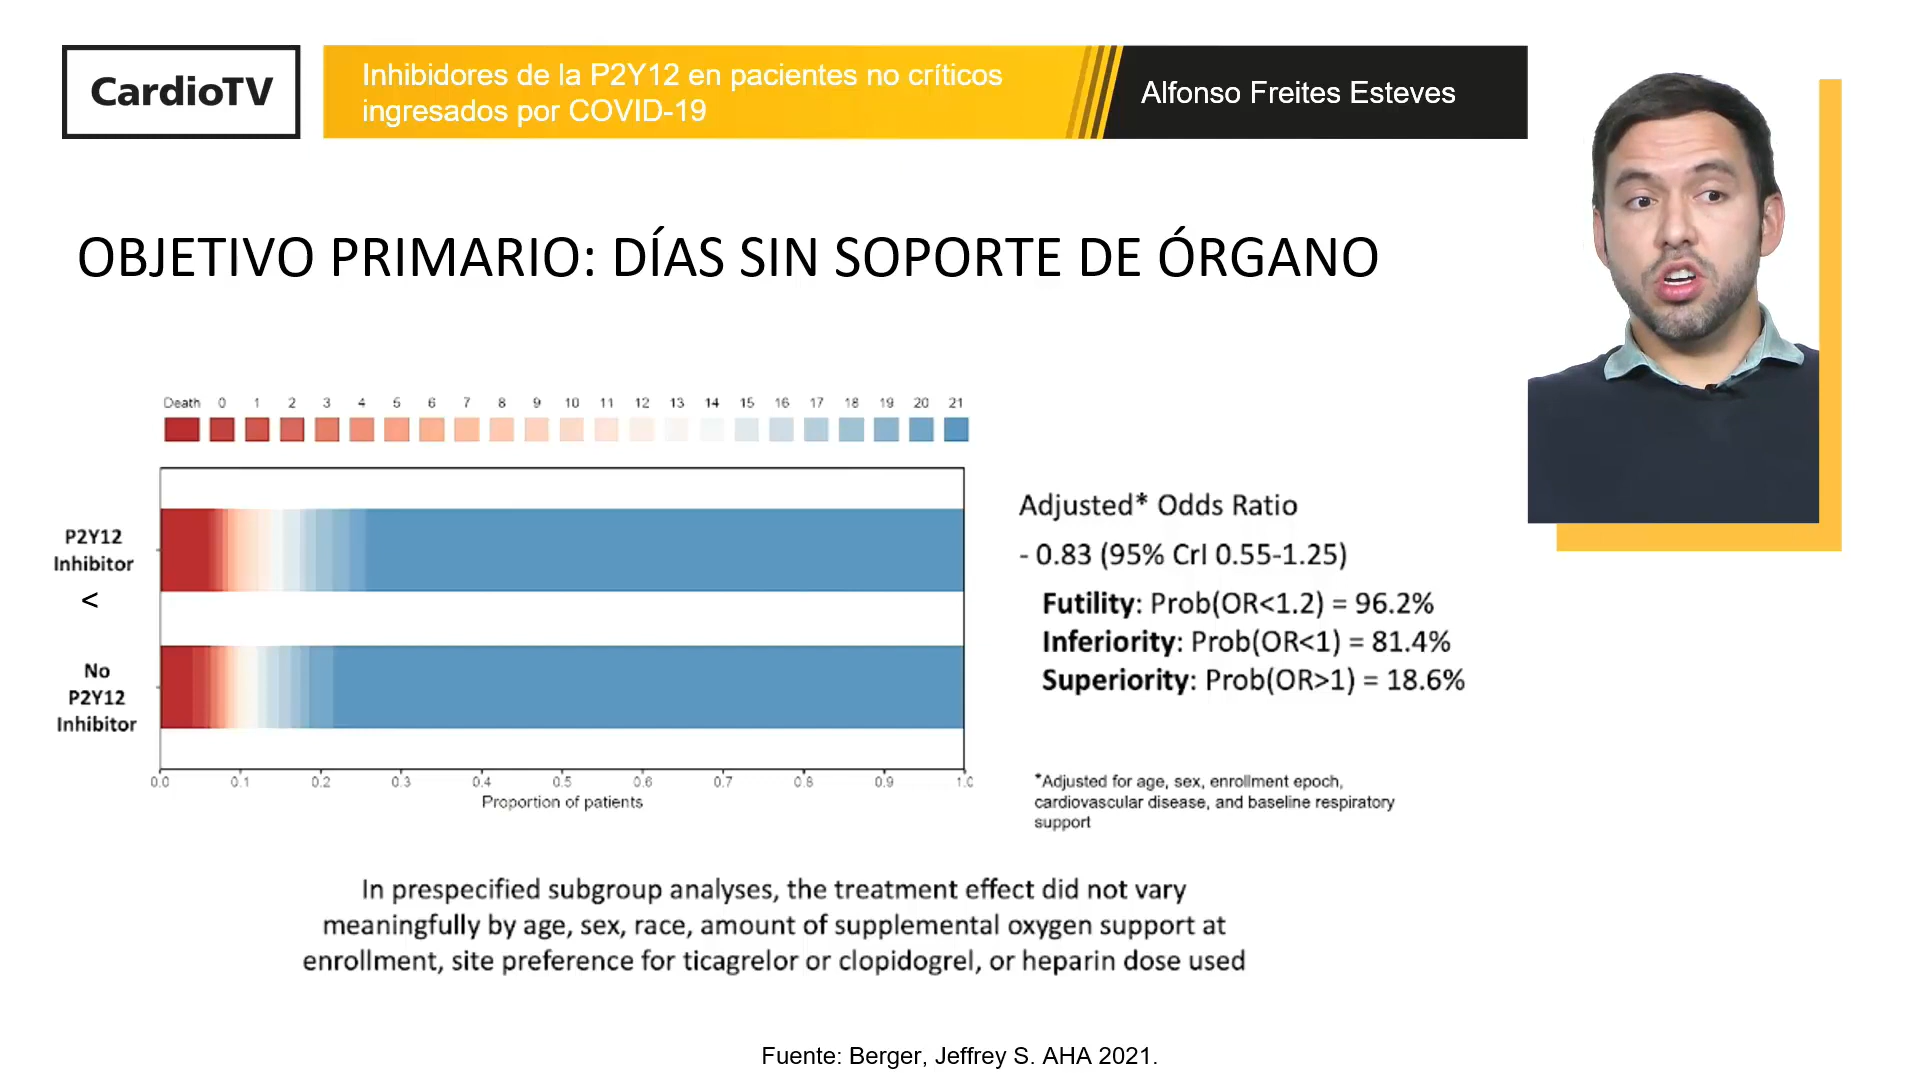 CardioTV
Inhibidores de la P2Y12 en pacientes no críticos
ingresados por COVID-19
Alfonso Freites Esteves
OBJETIVO PRIMARIO: DÍAS SIN SOPORTE DE ÓRGANO
Death 0 1 2 3 4 5 6 7 8 9 10 11 12 13 14 15 16 17 18 19 20 21
P2Y12
Inhibitor
<
No
P2Y12
Inhibitor
0.0 0.1 0.2 0.3 0.4 0.5 0.6 0.7 0.8 0.9 1.0
Proportion of patients
Adjusted* Odds Ratio
- 0.83 (95% CrI 0.55-1.25)
Futility: Prob(OR<1.2) = 96.2%
Inferiority: Prob(OR<1) = 81.4%
Superiority: Prob(OR>1) = 18.6%
*Adjusted for age, sex, enrollment epoch,
cardiovascular disease, and baseline respiratory
support
In prespecified subgroup analyses, the treatment effect did not vary
meaningfully by age, sex, race, amount of supplemental oxygen support at
enrollment, site preference for ticagrelor or clopidogrel, or heparin dose used
Fuente: Berger, Jeffrey S. AHA 2021.